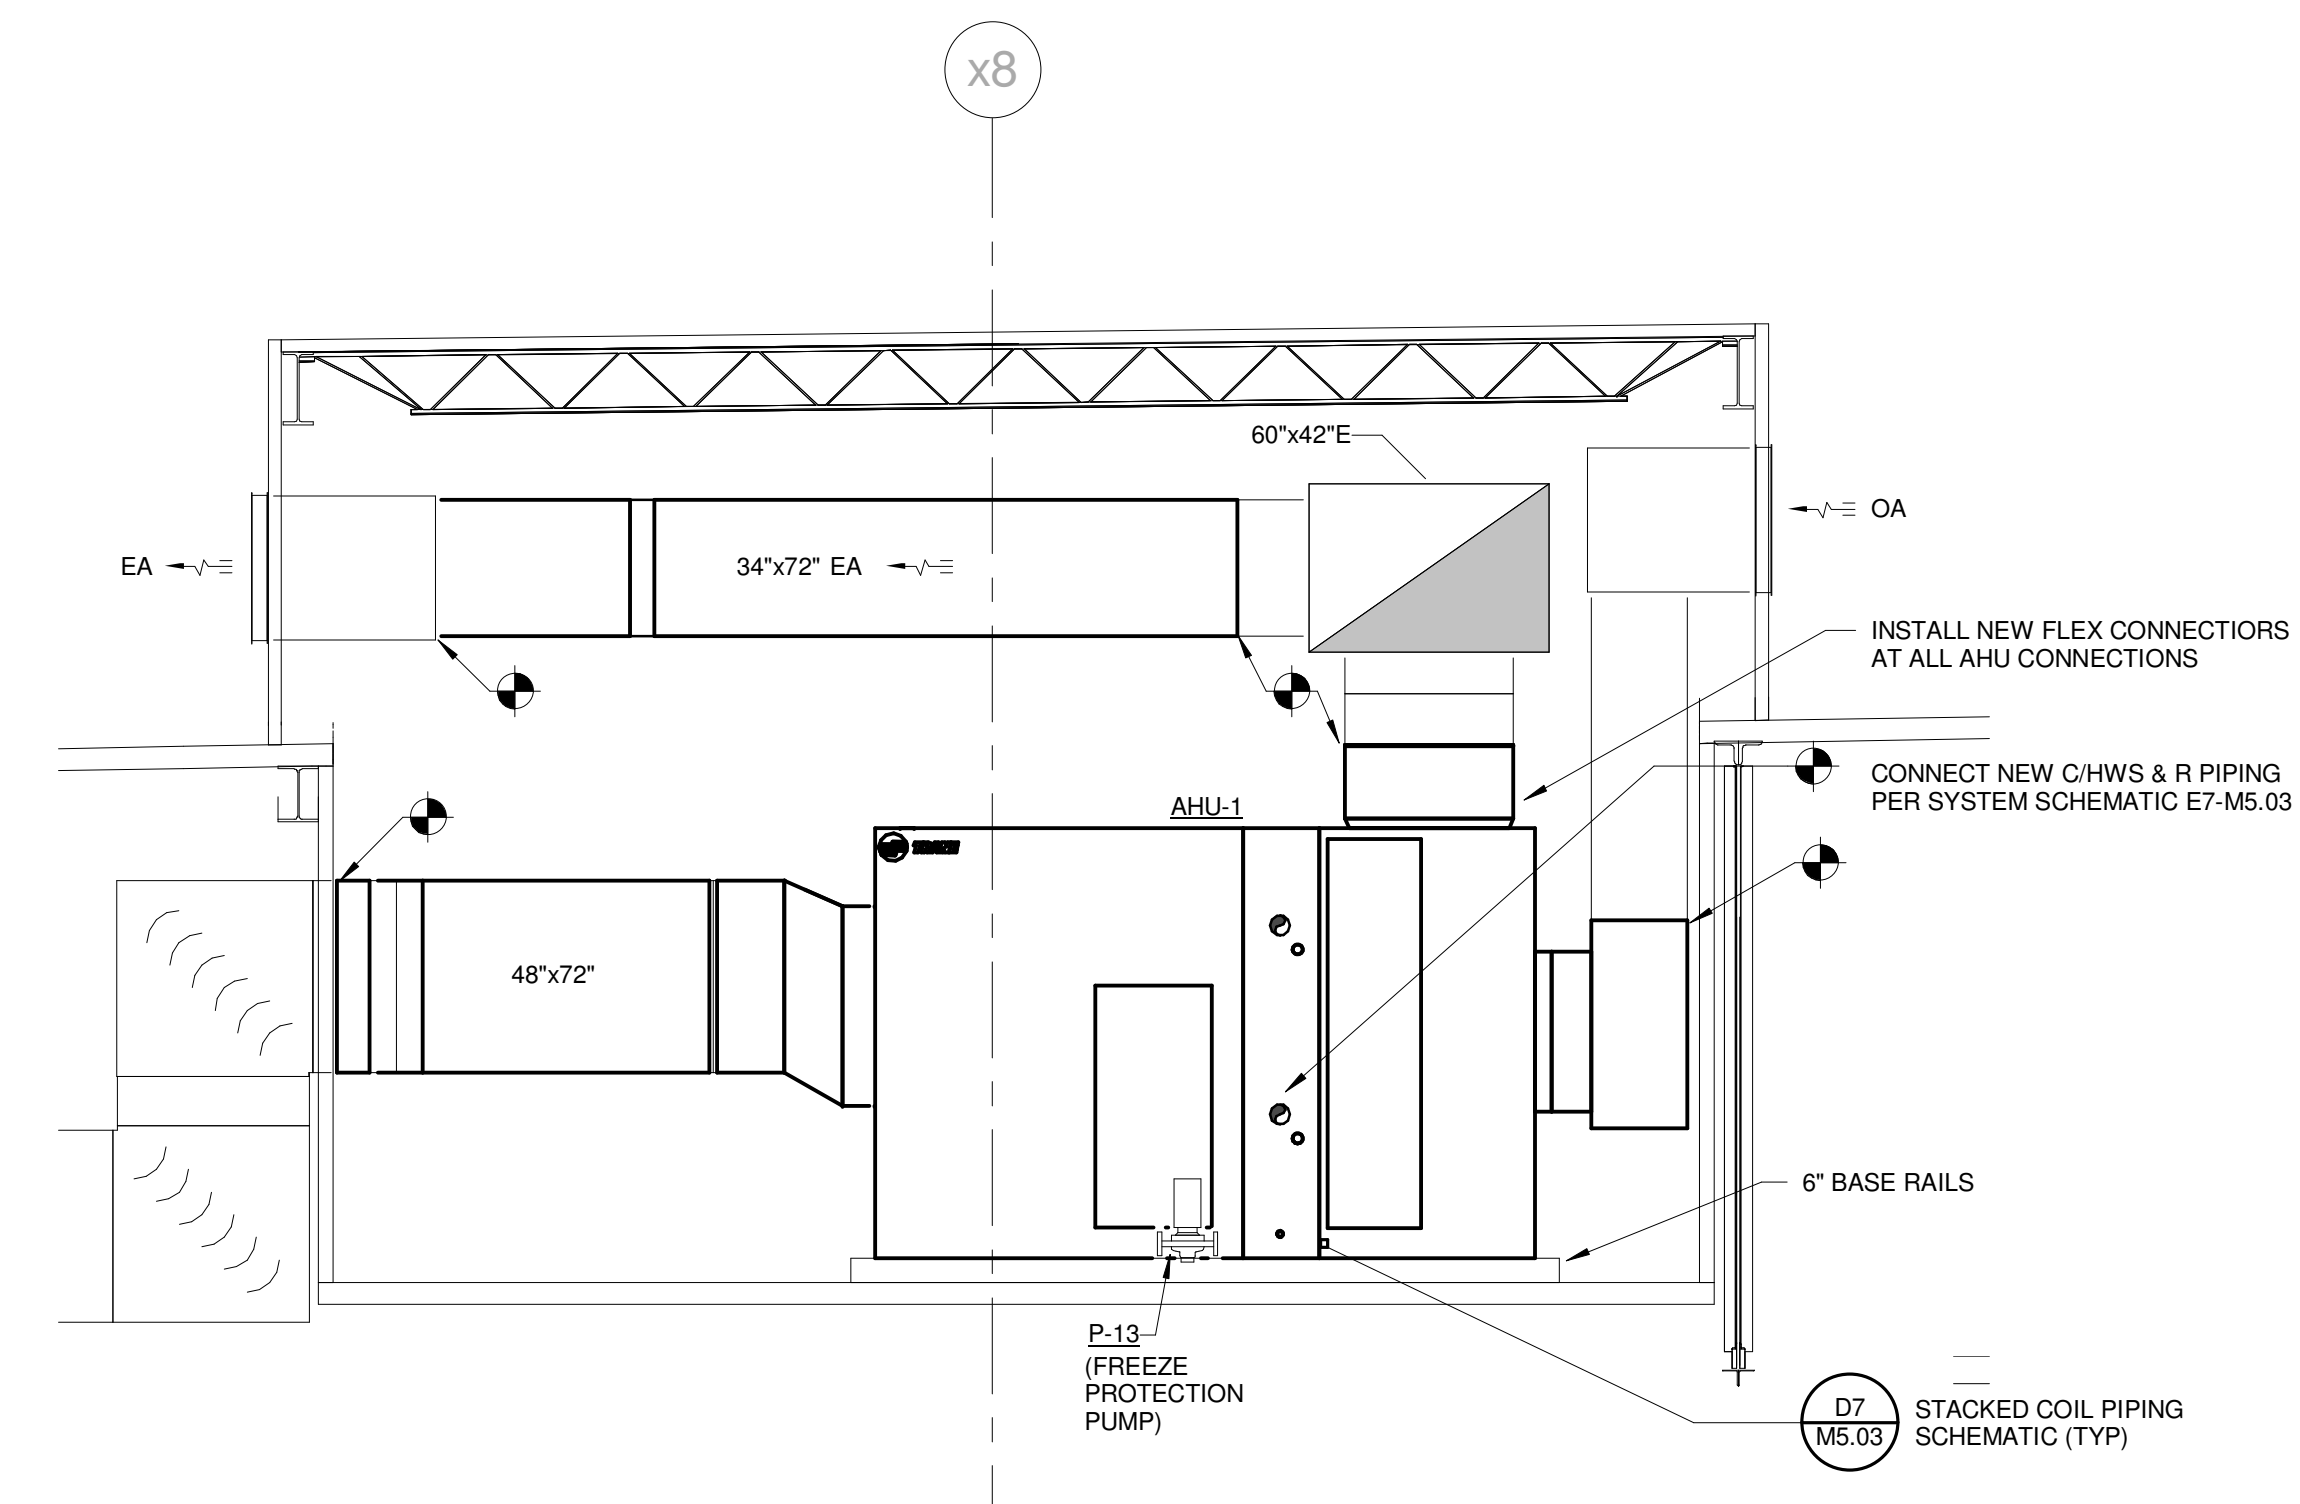 x8
60"x42"E
OA
EA
34"x72" EA
INSTALL NEW FLEX CONNECTIORS
AT ALL AHU CONNECTIONS
CONNECT NEW C/HWS & R PIPING
PER SYSTEM SCHEMATIC E7-M5.03
AHU-1
TRANE
48"x72"
6" BASE RAILS
P-13
(FREEZE
PROTECTION
PUMP)
D7
M5.03
STACKED COIL PIPING
SCHEMATIC (TYP)